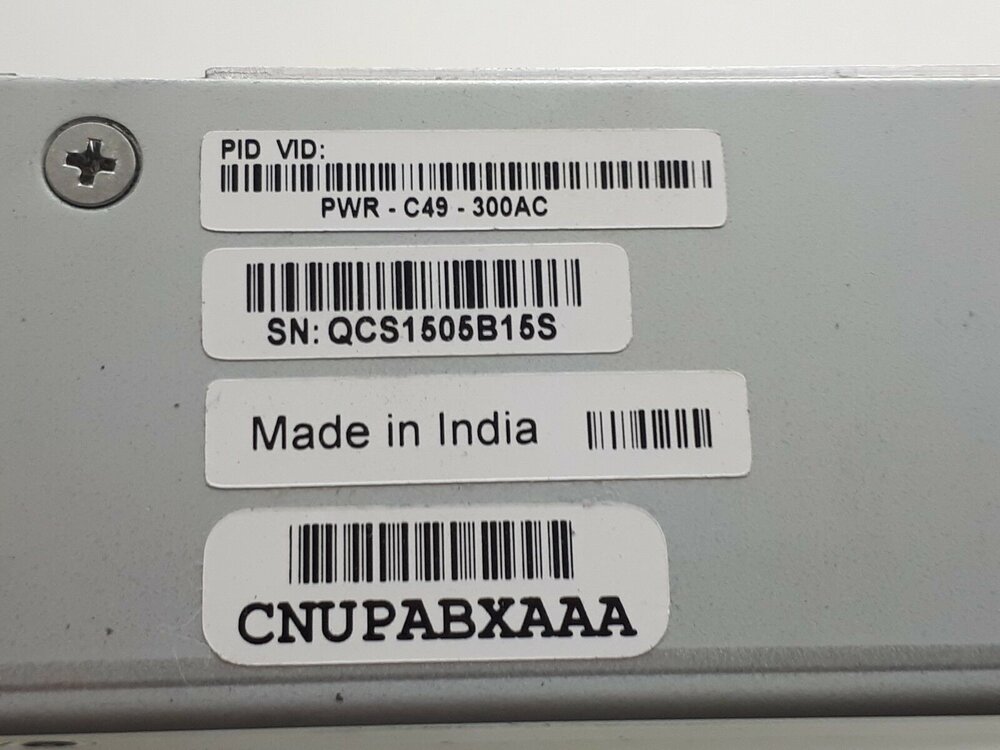 PID VID:
PWR - C49 - 300AC
SN: QCS1505B15S
Made in India
CNUPABXAAA